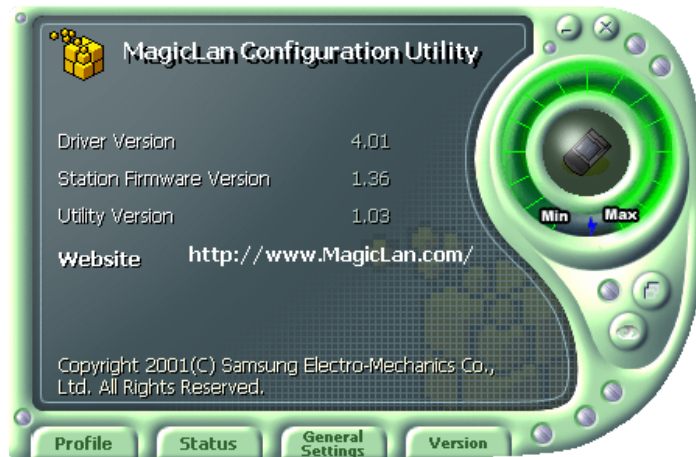 MagicLan Configuration Utility
Driver Version 4.01
Station Firmware Version 1.36
Utility Version 1.03
Website http://www.MagicLan.com/
Min Max
Copyright 2001(C) Samsung Electro-Mechanics Co.,
Ltd. All Rights Reserved.
Profile
Status
General
Settings
Version